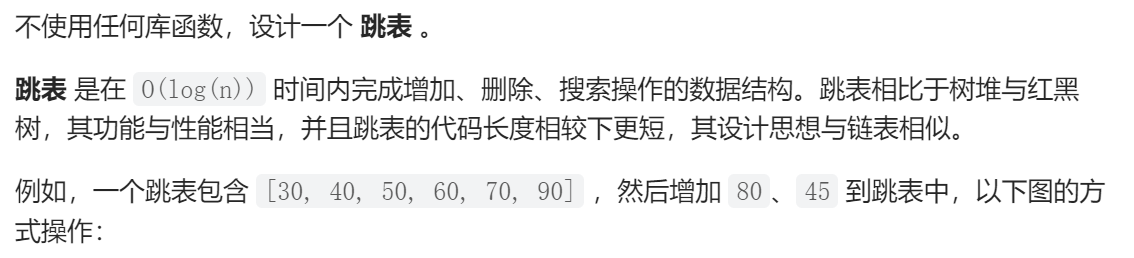 不使用任何库函数，设计一个 跳表 。
跳表 是在 O(log(n)) 时间内完成增加、删除、搜索操作的数据结构。跳表相比于树堆与红黑
树，其功能与性能相当，并且跳表的代码长度相较下更短，其设计思想与链表相似。
例如，一个跳表包含 [30, 40, 50, 60, 70, 90] ，然后增加 80 、 45 到跳表中，以下图的方
式操作：